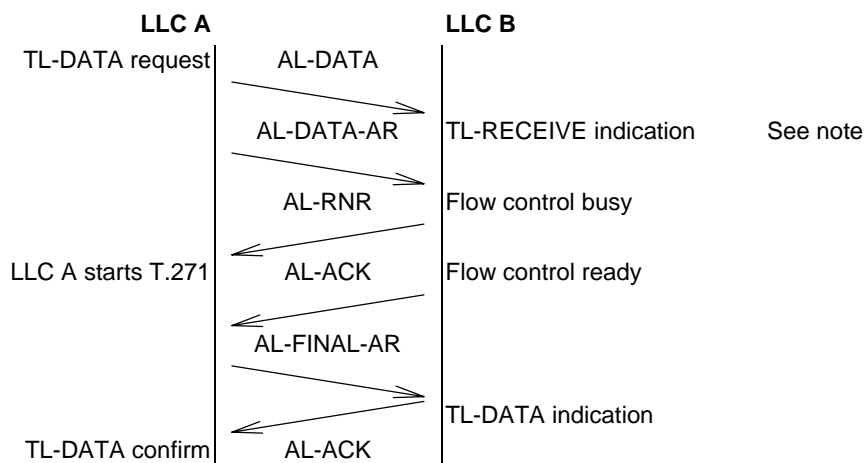 LLC A LLC B
TL-DATA request AL-DATA
AL-DATA-AR TL-RECEIVE indication See note
AL-RNR Flow control busy
LLC A starts T.271 AL-ACK Flow control ready
AL-FINAL-AR
TL-DATA indication
TL-DATA confirm AL-ACK